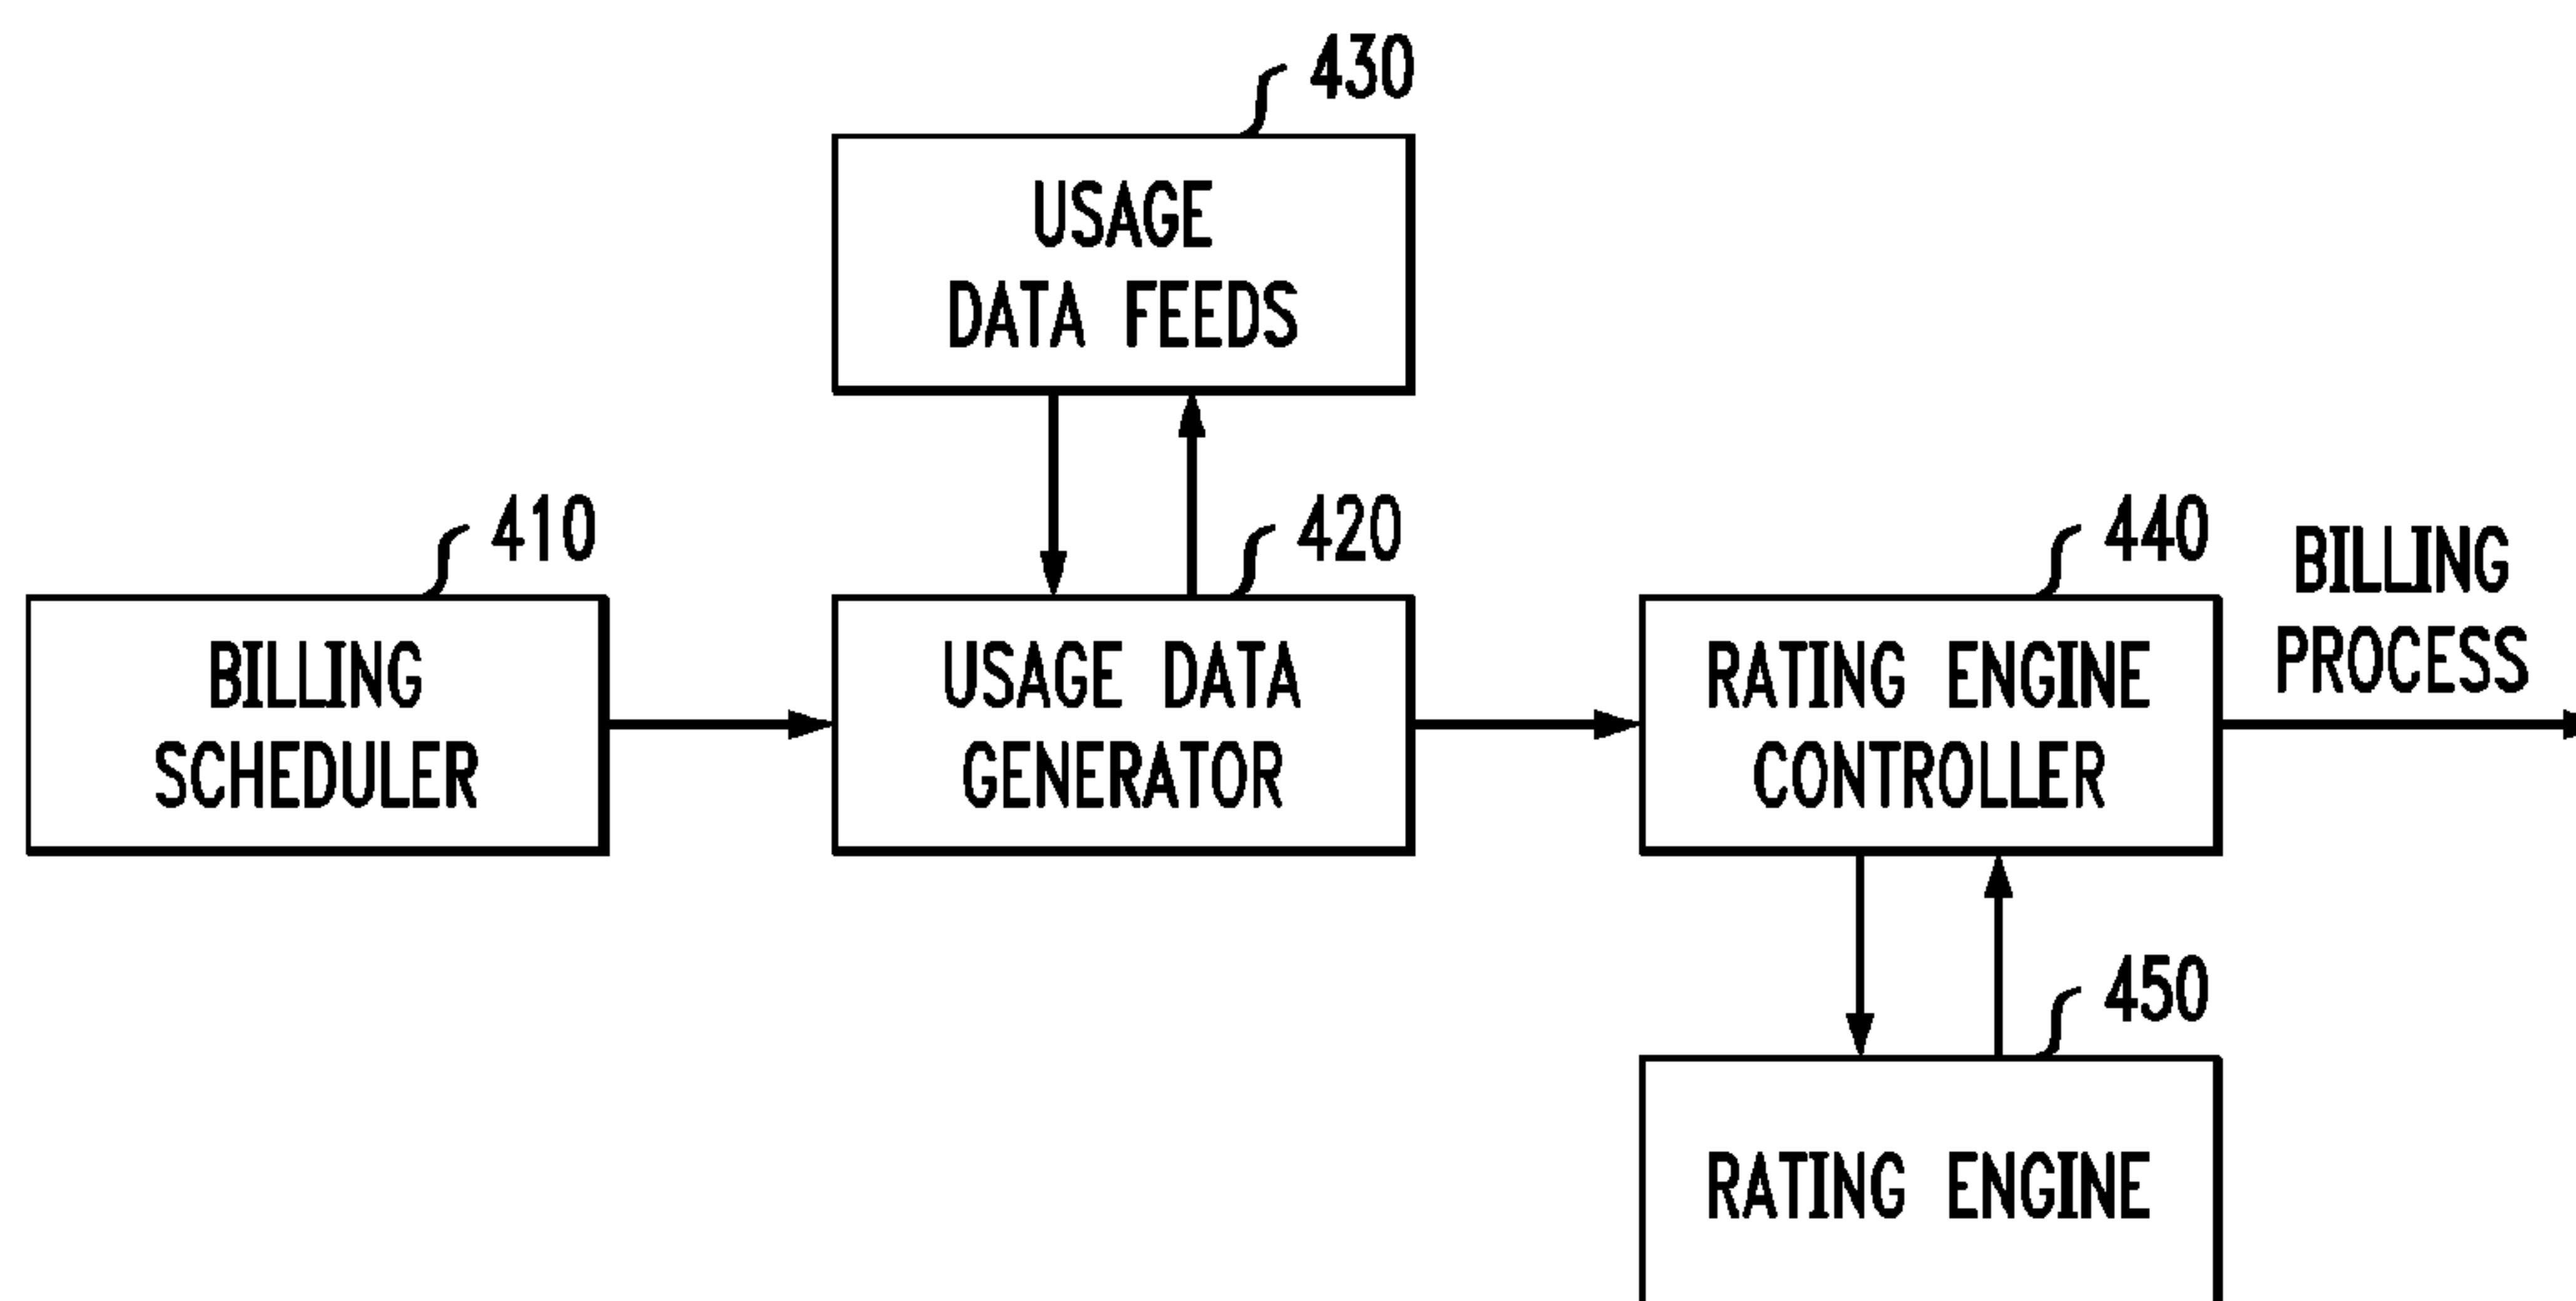 430
USAGE
DATA FEEDS
410
420
440
BILLING
PROCESS
BILLING
SCHEDULER
USAGE DATA
GENERATOR
RATING ENGINE
CONTROLLER
450
RATING ENGINE